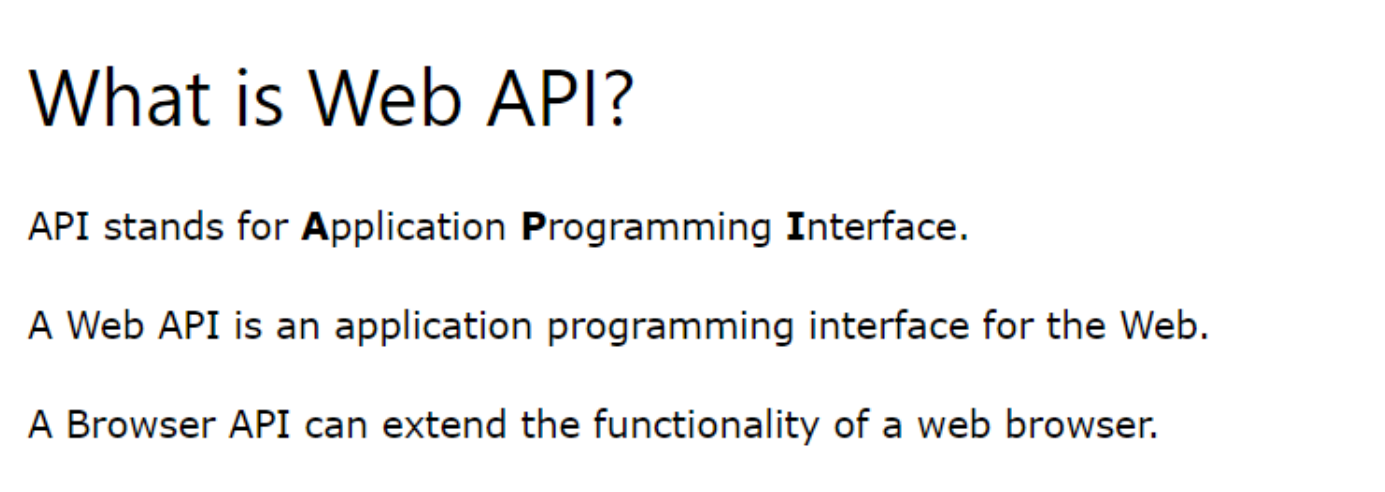 What is Web API?
API stands for Application Programming Interface.
A Web API is an application programming interface for the Web.
A Browser API can extend the functionality of a web browser.